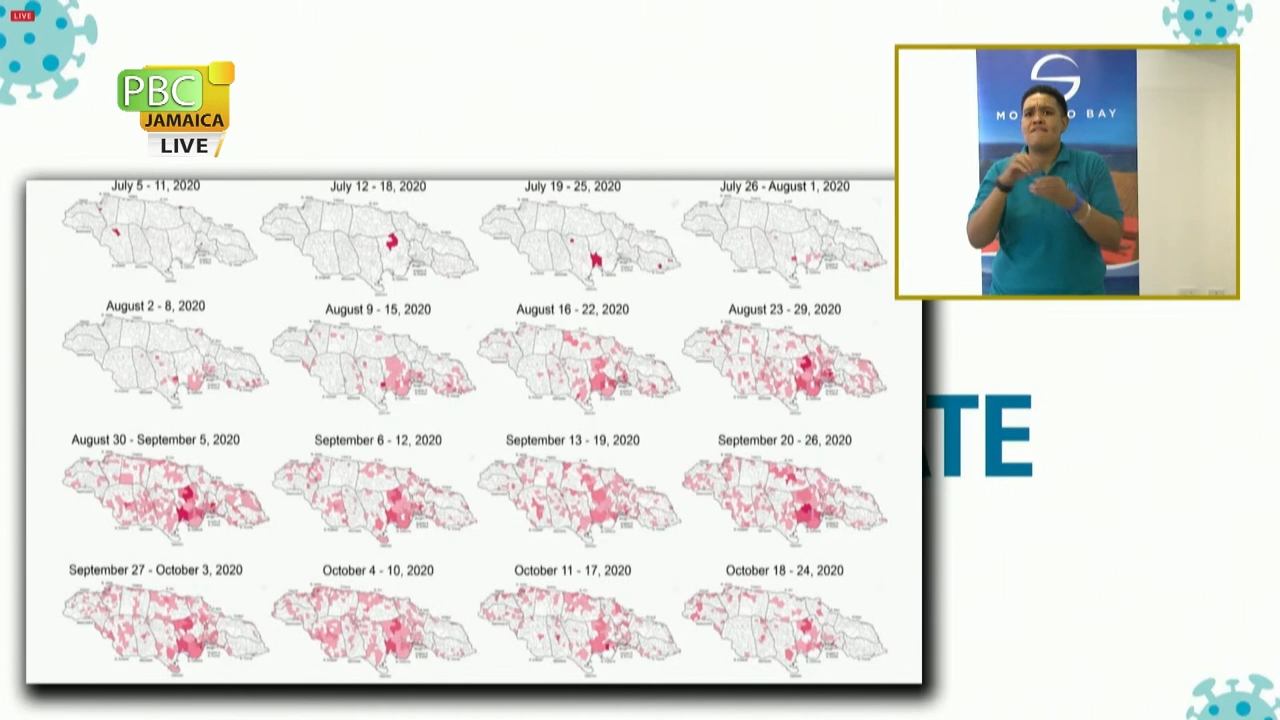 LIVE
PBC
JAMAICA
LIVE
MO
O BAY
July 5 - 11, 2020
July 12 - 18, 2020
July 19 - 25, 2020
July 26 - August 1, 2020
August 2 - 8, 2020
August 9 - 15, 2020
August 16 - 22, 2020
August 23 - 29, 2020
ATE
August 30 - September 5, 2020
September 6 - 12, 2020
September 13 - 19, 2020
September 20 - 26, 2020
September 27 - October 3, 2020
October 4 - 10, 2020
October 11 - 17, 2020
October 18 - 24, 2020